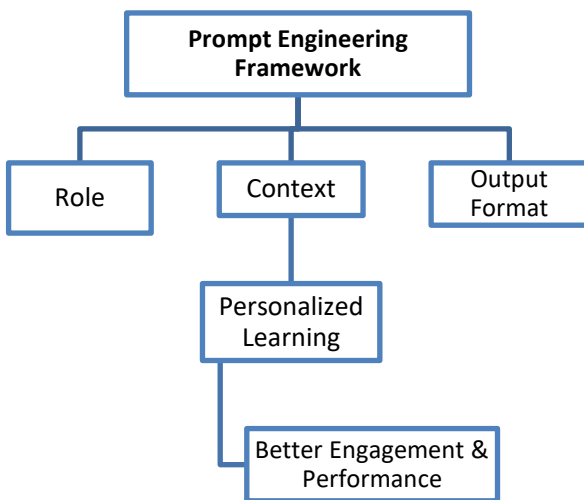 Prompt Engineering
Framework
Role
Context
Output
Format
Personalized
Learning
Better Engagement &
Performance